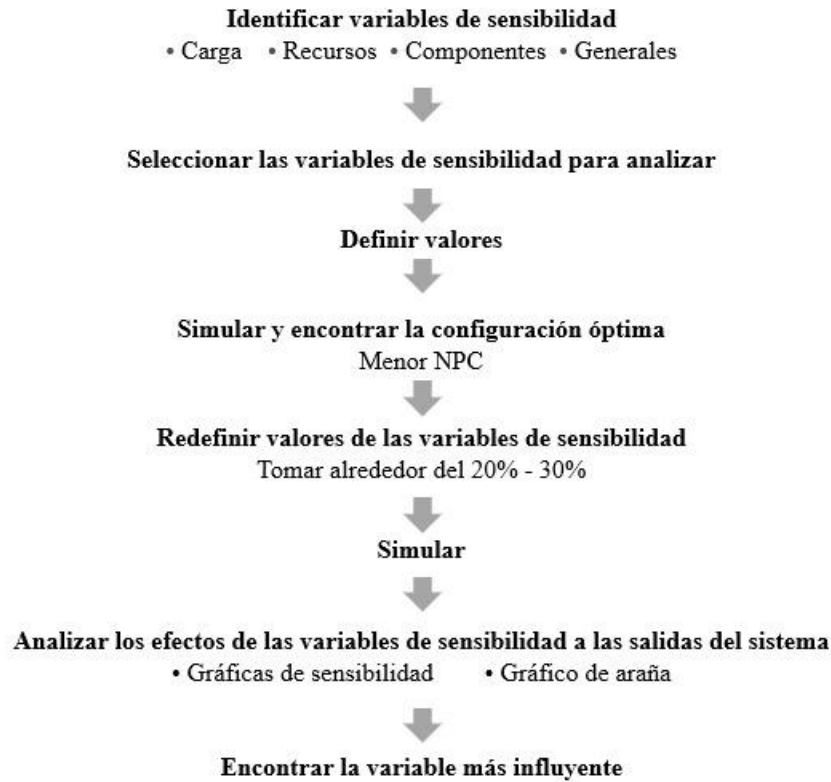 Identificar variables de sensibilidad
• Carga • Recursos • Componentes • Generales
Seleccionar las variables de sensibilidad para analizar
Definir valores
Simular y encontrar la configuración óptima
Menor NPC
Redefinir valores de las variables de sensibilidad
Tomar alrededor del 20% - 30%
Simular
Analizar los efectos de las variables de sensibilidad a las salidas del sistema
• Gráficas de sensibilidad • Gráfico de araña
Encontrar la variable más influyente